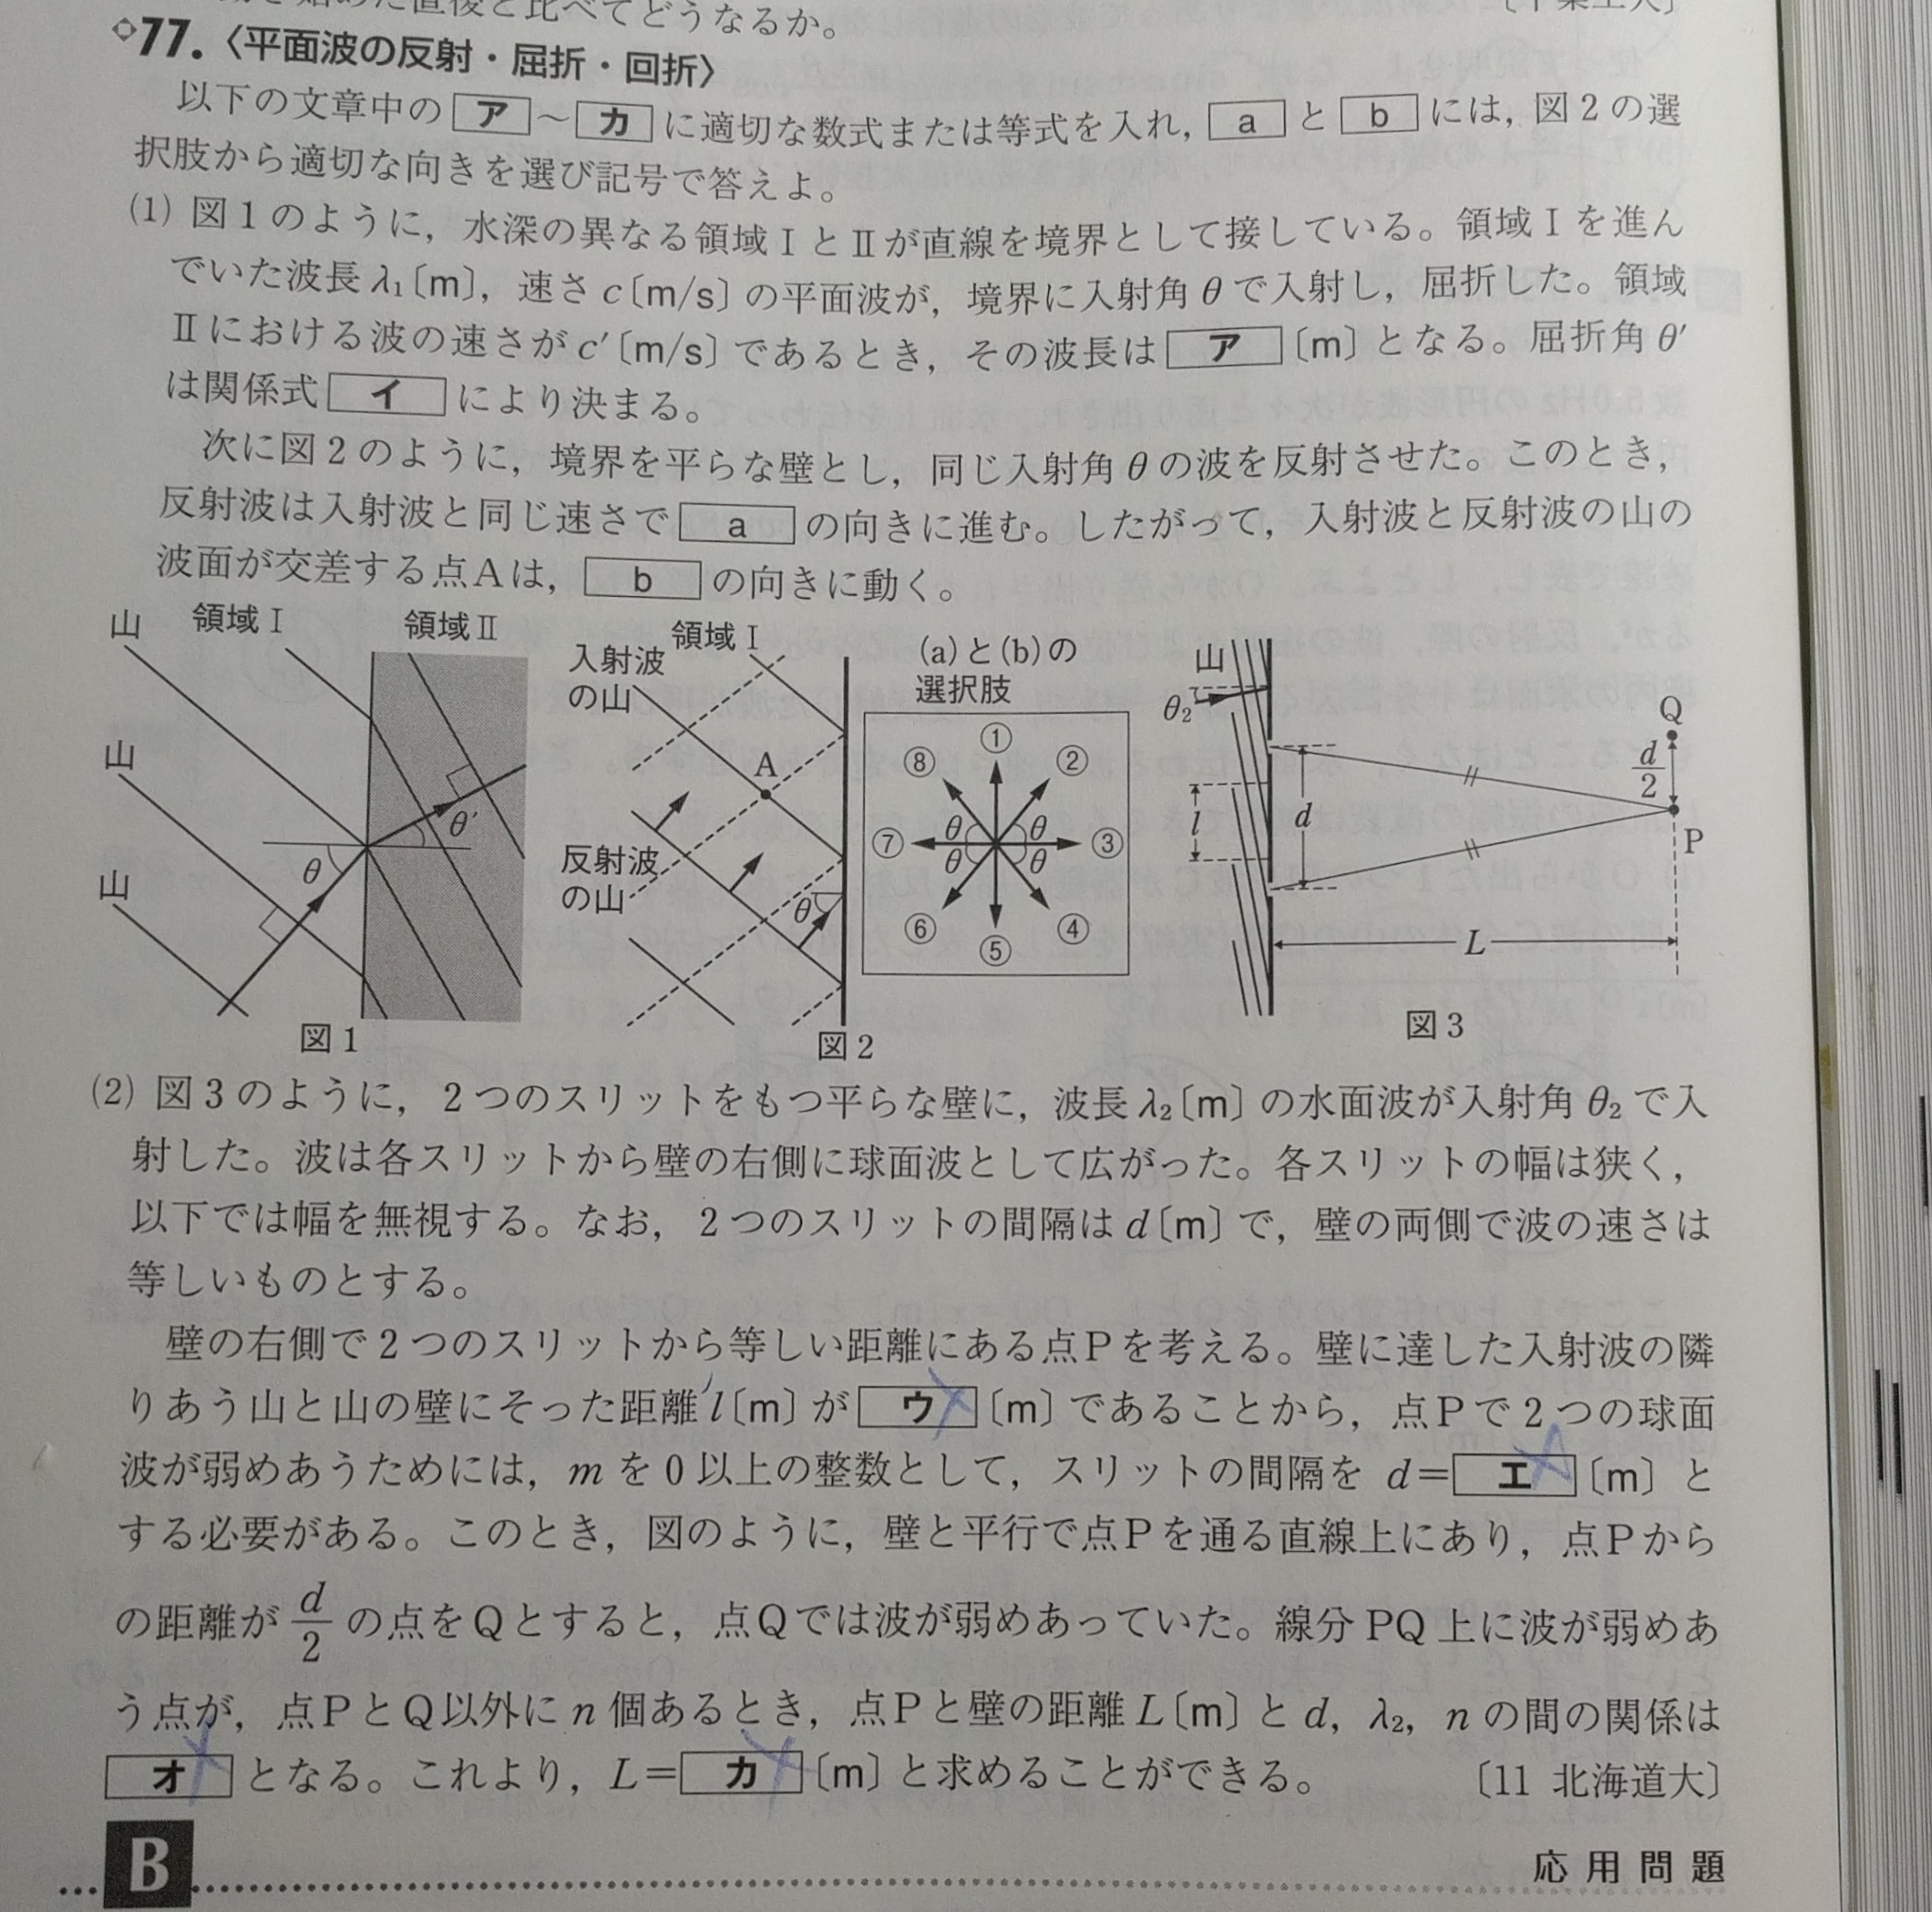 直後と比べてどうなるか。
77.〈平面波の反射・屈折・回折〉
以下の文章中の ア ～ カ に適切な数式または等式を入れ, a と b には, 図2の選
択肢から適切な向きを選び記号で答えよ。
(1) 図1のように, 水深の異なる領域ⅠとⅡが直線を境界として接している。領域Ⅰを進ん
でいた波長 λ₁〔m〕, 速さ c〔m/s〕の平面波が, 境界に入射角 θ で入射し, 屈折した。領域
Ⅱにおける波の速さが c′〔m/s〕であるとき, その波長は ア 〔m〕となる。屈折角 θ′
は関係式 イ により決まる。
次に図2のように, 境界を平らな壁とし, 同じ入射角 θ の波を反射させた。このとき,
反射波は入射波と同じ速さで a の向きに進む。したがって, 入射波と反射波の山の
波面が交差する点Aは, b の向きに動く。
山 領域Ⅰ 領域Ⅱ
山
山
θ θ′
図1
入射波の山 領域Ⅰ
A
反射波の山
θ
図2
(a)と(b)の
選択肢
① ② ③ ④ ⑤ ⑥ ⑦ ⑧
θ θ θ θ
山
θ₂
l d
Q
d/2
P
L
図3
(2) 図3のように, 2つのスリットをもつ平らな壁に, 波長 λ₂〔m〕の水面波が入射角 θ₂ で入
射した。波は各スリットから壁の右側に球面波として広がった。各スリットの幅は狭く,
以下では幅を無視する。なお, 2つのスリットの間隔は d〔m〕で, 壁の両側で波の速さは
等しいものとする。
壁の右側で2つのスリットから等しい距離にある点Pを考える。壁に達した入射波の隣
りあう山と山の壁にそった距離 l〔m〕が ウ 〔m〕であることから, 点Pで2つの球面
波が弱めあうためには, m を0以上の整数として, スリットの間隔を d= エ 〔m〕と
する必要がある。このとき, 図のように, 壁と平行で点Pを通る直線上にあり, 点Pから
の距離が d/2 の点をQとすると, 点Qでは波が弱めあっていた。線分PQ上に波が弱めあ
う点が, 点PとQ以外に n 個あるとき, 点Pと壁の距離 L〔m〕と d, λ₂, n の間の関係は
オ となる。これより, L= カ 〔m〕と求めることができる。 〔11 北海道大〕
B 応用問題